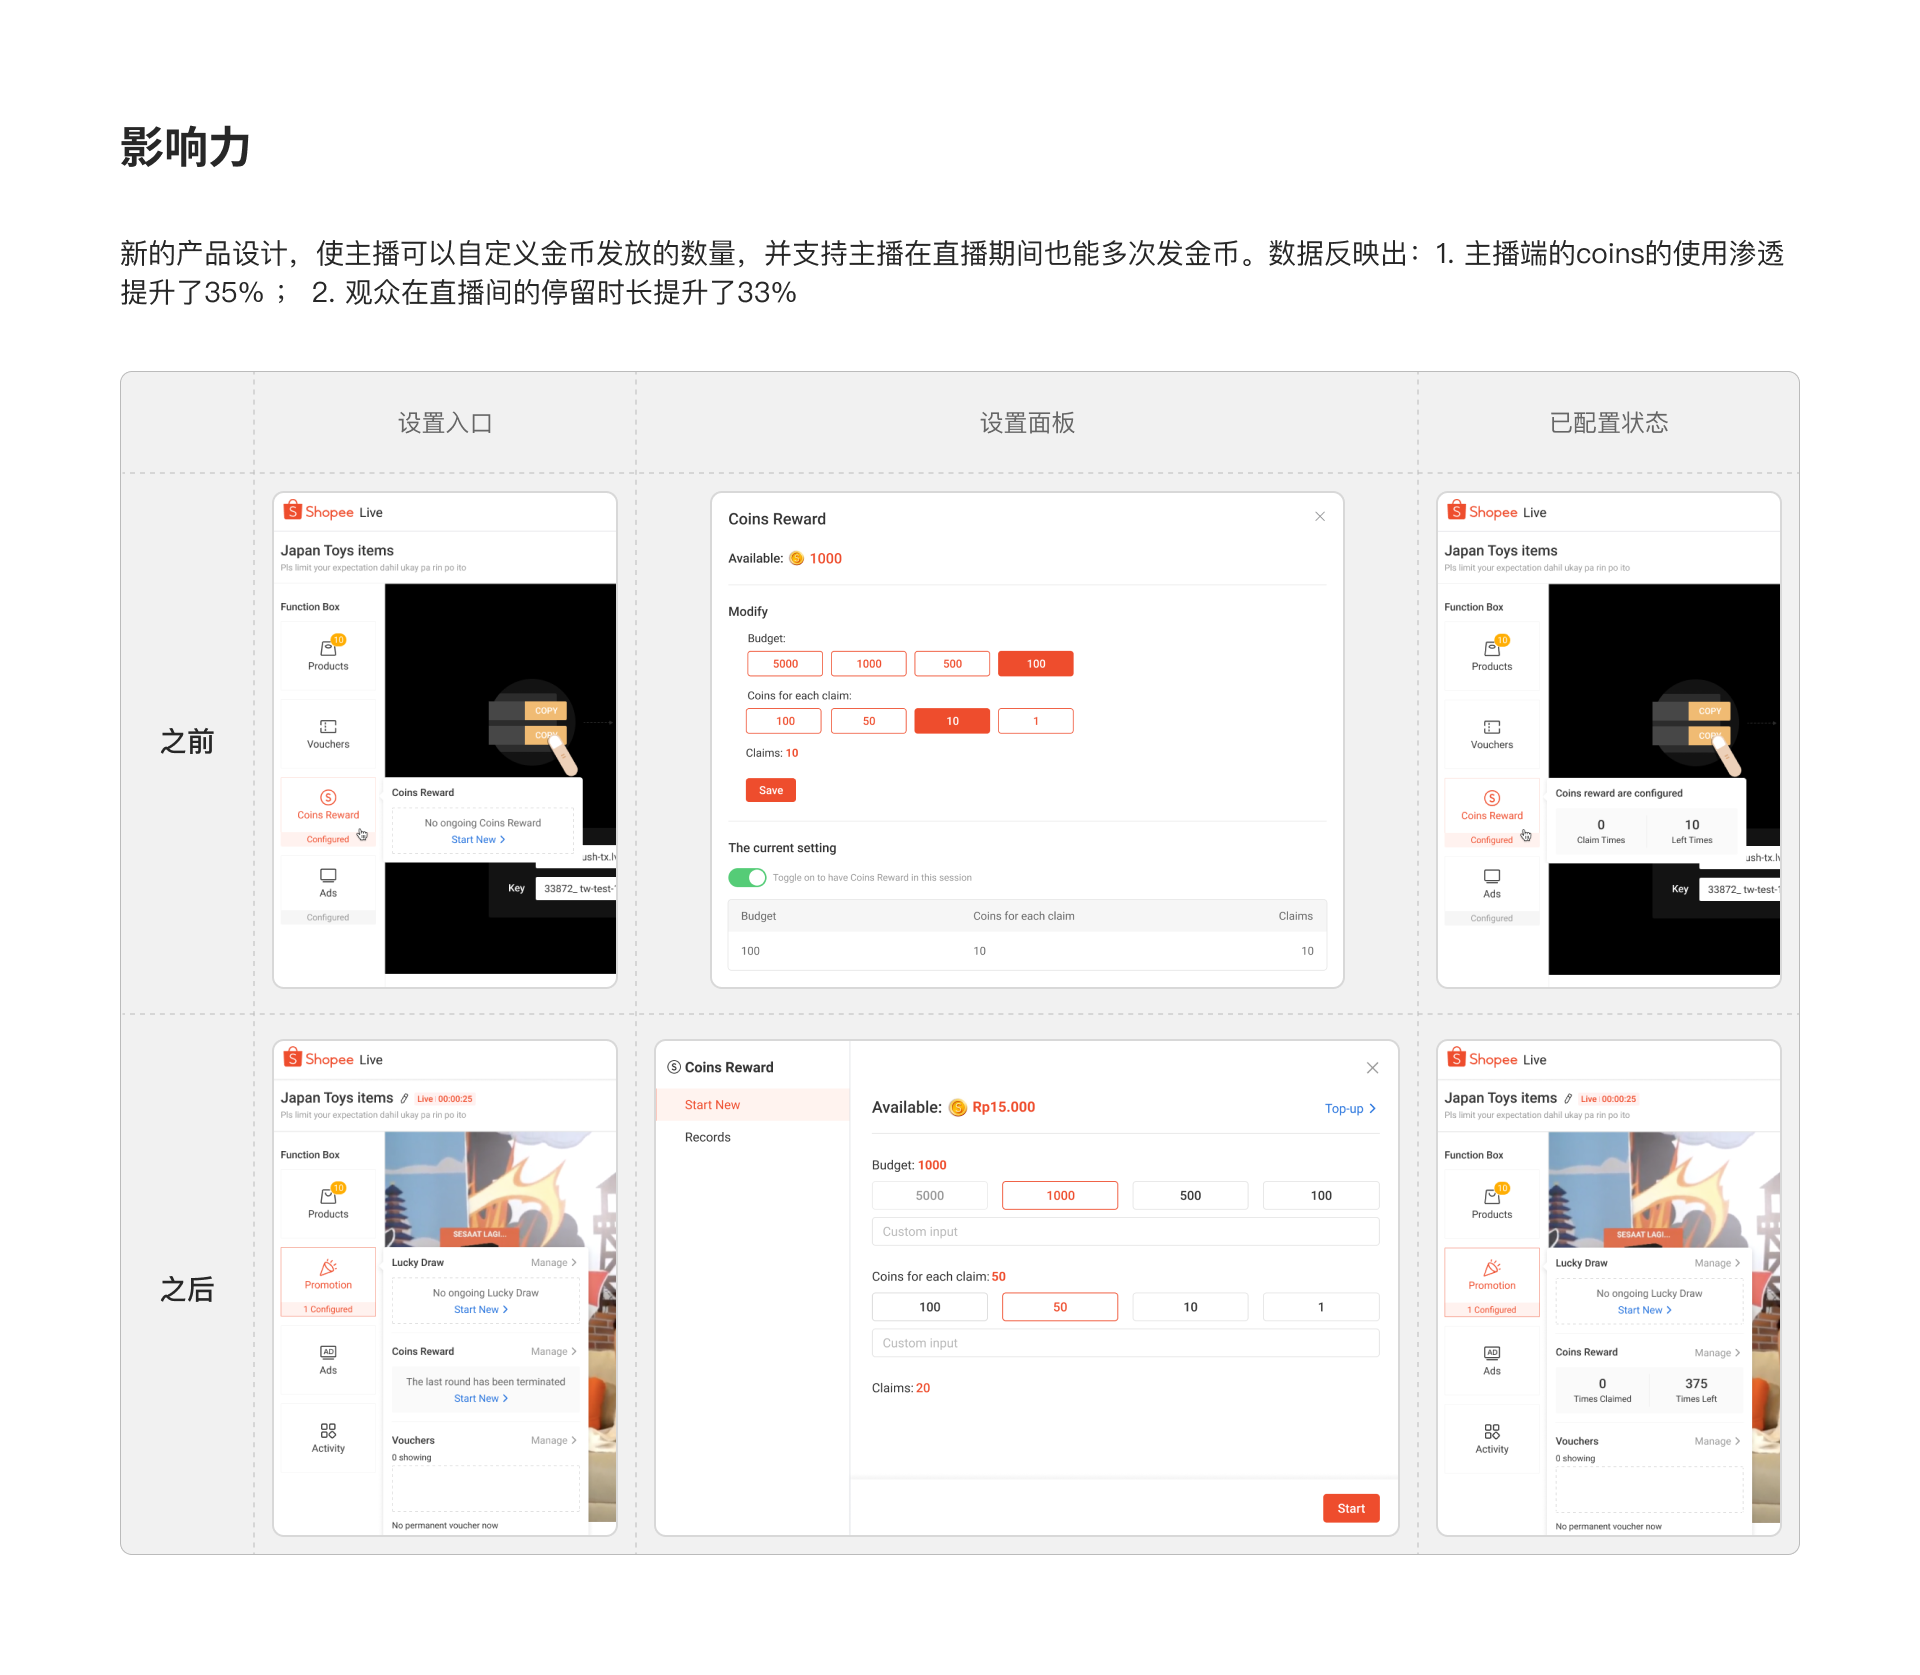 影响力
新的产品设计，使主播可以自定义金币发放的数量，并支持主播在直播期间也能多次发金币。数据反映出：1. 主播端的coins的使用渗透
提升了35% ； 2. 观众在直播间的停留时长提升了33%
设置入口
设置面板
已配置状态
之前
Shopee Live
Japan Toys items
Pls limit your expectation dahil ukay pa rin po ito
Function Box
10
Products
Vouchers
Coins Reward
Configured
Ads
Configured
COPY
COPY
Coins Reward
No ongoing Coins Reward
Start New >
ush-tx.lv
Key
33872_ tw-test-
Coins Reward
Available: 1000
Modify
Budget:
5000 1000 500 100
Coins for each claim:
100 50 10 1
Claims: 10
Save
The current setting
Toggle on to have Coins Reward in this session
Budget Coins for each claim Claims
100 10 10
Shopee Live
Japan Toys items
Pls limit your expectation dahil ukay pa rin po ito
Function Box
10
Products
Vouchers
Coins Reward
Configured
Ads
Configured
COPY
COPY
Coins reward are configured
0 10
Claim Times Left Times
ush-tx.lv
Key
33872_ tw-test-
之后
Shopee Live
Japan Toys items Live 00:00:25
Pls limit your expectation dahil ukay pa rin po ito
Function Box
10
Products
Promotion
1 Configured
AD
Ads
Activity
SESAAT LAGI...
Lucky Draw Manage >
No ongoing Lucky Draw
Start New >
Coins Reward Manage >
The last round has been terminated
Start New >
Vouchers Manage >
0 showing
No permanent voucher now
Coins Reward
Start New
Records
Available: Rp15.000 Top-up >
Budget: 1000
5000 1000 500 100
Custom input
Coins for each claim: 50
100 50 10 1
Custom input
Claims: 20
Start
Shopee Live
Japan Toys items Live 00:00:25
Pls limit your expectation dahil ukay pa rin po ito
Function Box
10
Products
Promotion
1 Configured
AD
Ads
Activity
SESAAT LAGI...
Lucky Draw Manage >
No ongoing Lucky Draw
Start New >
Coins Reward Manage >
0 375
Times Claimed Times Left
Vouchers Manage >
0 showing
No permanent voucher now